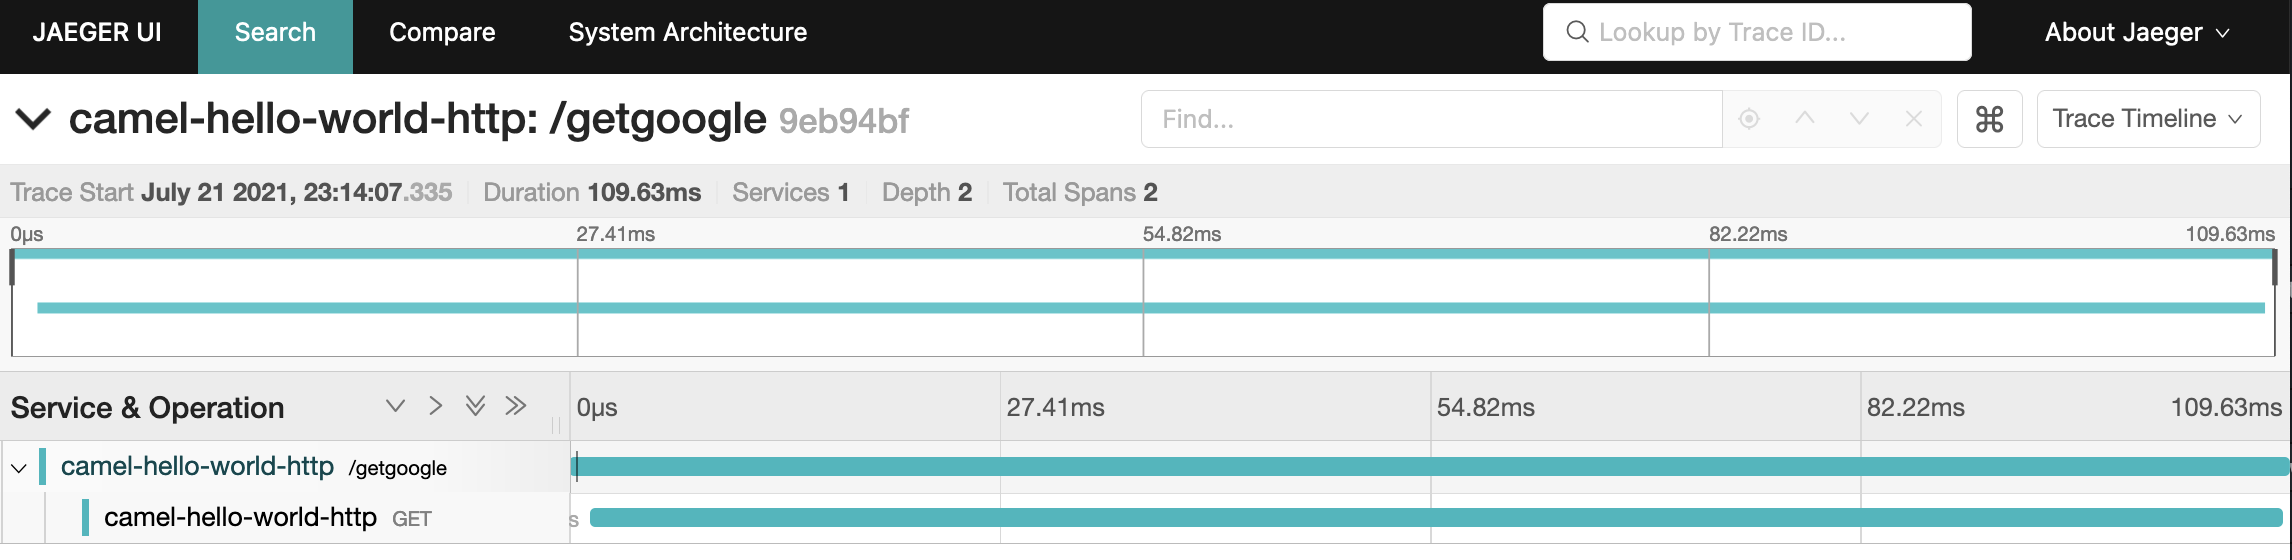 JAEGER UI Search Compare System Architecture Lookup by Trace ID... About Jaeger
camel-hello-world-http: /getgoogle 9eb94bf Find... ⌘ Trace Timeline
Trace Start July 21 2021, 23:14:07.335 Duration 109.63ms Services 1 Depth 2 Total Spans 2
0μs 27.41ms 54.82ms 82.22ms 109.63ms
Service & Operation 0μs 27.41ms 54.82ms 82.22ms 109.63ms
camel-hello-world-http /getgoogle
camel-hello-world-http GET s